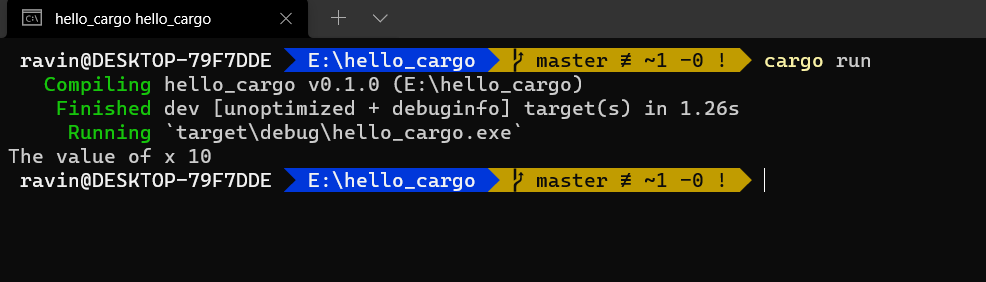 hello_cargo hello_cargo
ravin@DESKTOP-79F7DDE E:\hello_cargo master ≢ ~1 -0 ! cargo run
Compiling hello_cargo v0.1.0 (E:\hello_cargo)
Finished dev [unoptimized + debuginfo] target(s) in 1.26s
Running `target\debug\hello_cargo.exe`
The value of x 10
ravin@DESKTOP-79F7DDE E:\hello_cargo master ≢ ~1 -0 !